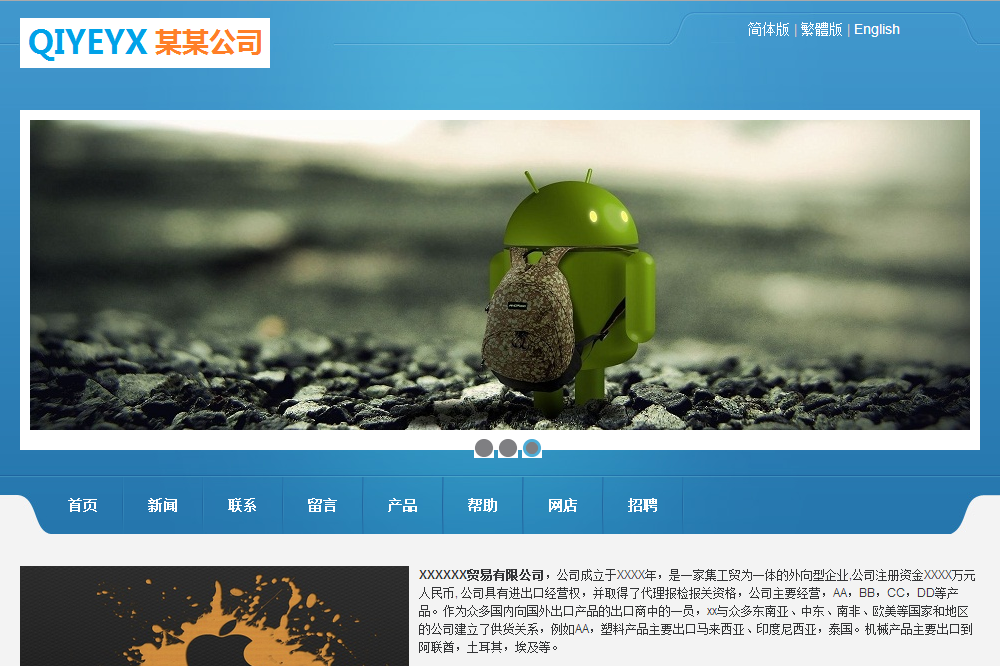 QIYEYX 某某公司
简体版 | 繁體版 | English
首页 新闻 联系 留言 产品 帮助 网店 招聘
XXXXXX贸易有限公司，公司成立于XXXX年，是一家集工贸为一体的外向型企业,公司注册资金XXXX万元
人民币, 公司具有进出口经营权，并取得了代理报检报关资格，公司主要经营，AA，BB，CC，DD等产
品。作为众多国内向国外出口产品的出口商中的一员，xx与众多东南亚、中东、南非、欧美等国家和地区
的公司建立了供货关系，例如AA，塑料产品主要出口马来西亚、印度尼西亚，泰国。机械产品主要出口到
阿联酋，土耳其，埃及等。